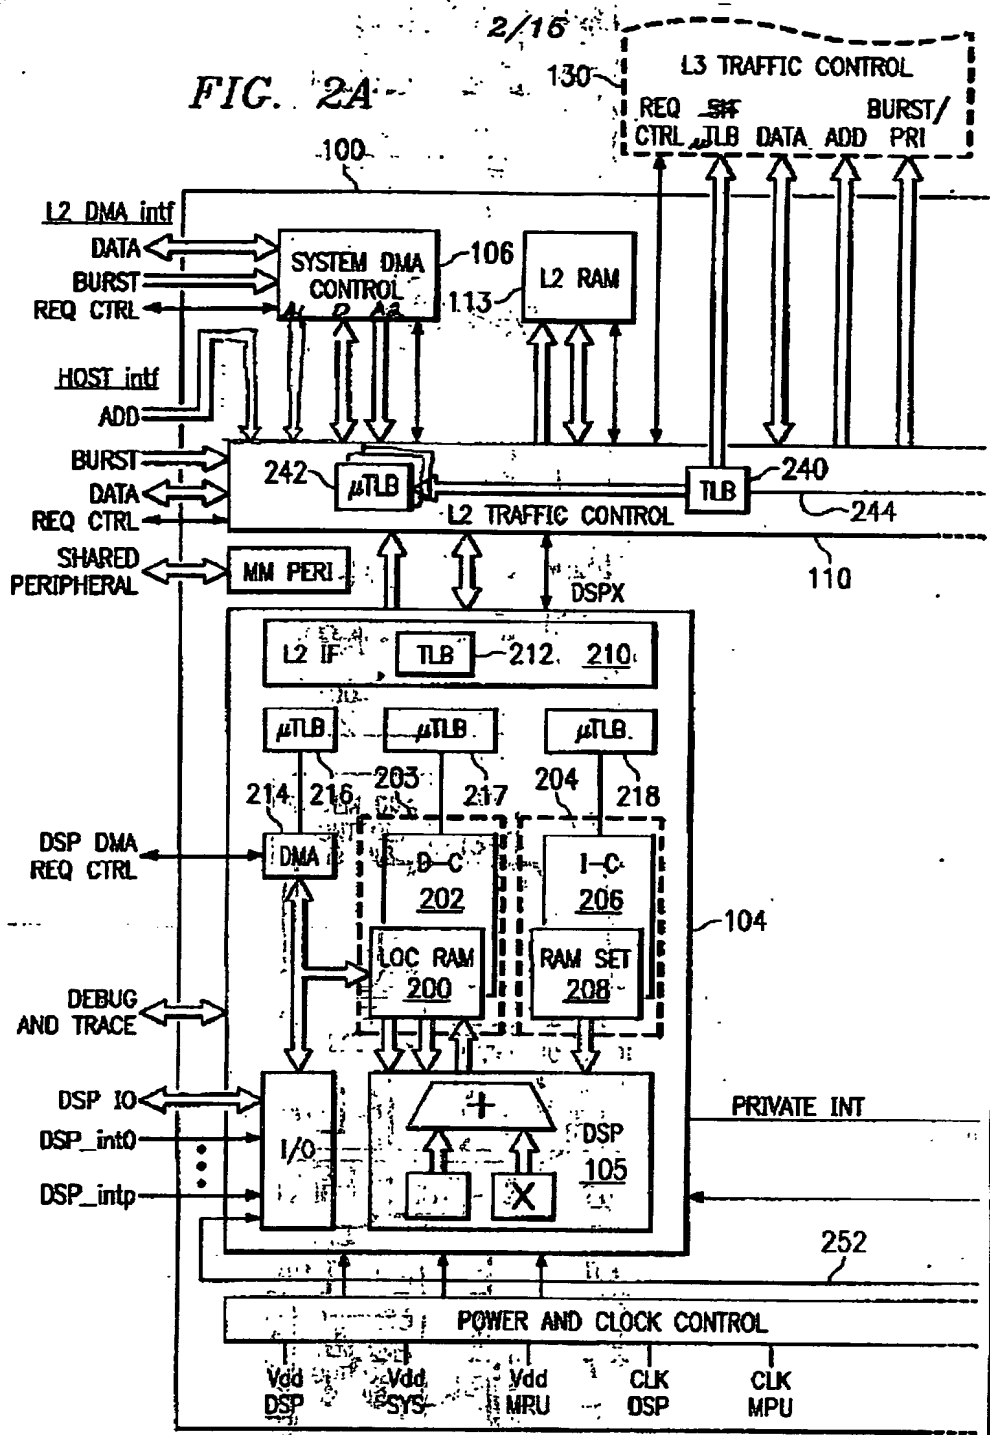 2/16
FIG. 2A
L3 TRAFFIC CONTROL
130
REQ CTRL
SH μTLB
DATA
ADD
BURST/ PRI
100
L2 DMA intf
DATA
BURST
REQ CTRL
SYSTEM DMA CONTROL
106
A1 D A2
L2 RAM
113
HOST intf
ADD
BURST
DATA
REQ CTRL
242
μTLB
TLB
240
244
L2 TRAFFIC CONTROL
110
SHARED PERIPHERAL
MM PERI
DSPX
L2 IF
TLB
212
210
μTLB
μTLB
μTLB
214
216
203
217
204
218
DSP DMA REQ CTRL
DMA
D-C
202
I-C
206
104
LOC RAM
200
RAM SET
208
DEBUG AND TRACE
DSP IO
DSP_int0
DSP_intp
I/O
+
X
DSP
105
PRIVATE INT
252
POWER AND CLOCK CONTROL
Vdd DSP
Vdd SYS
Vdd MPU
CLK DSP
CLK MPU